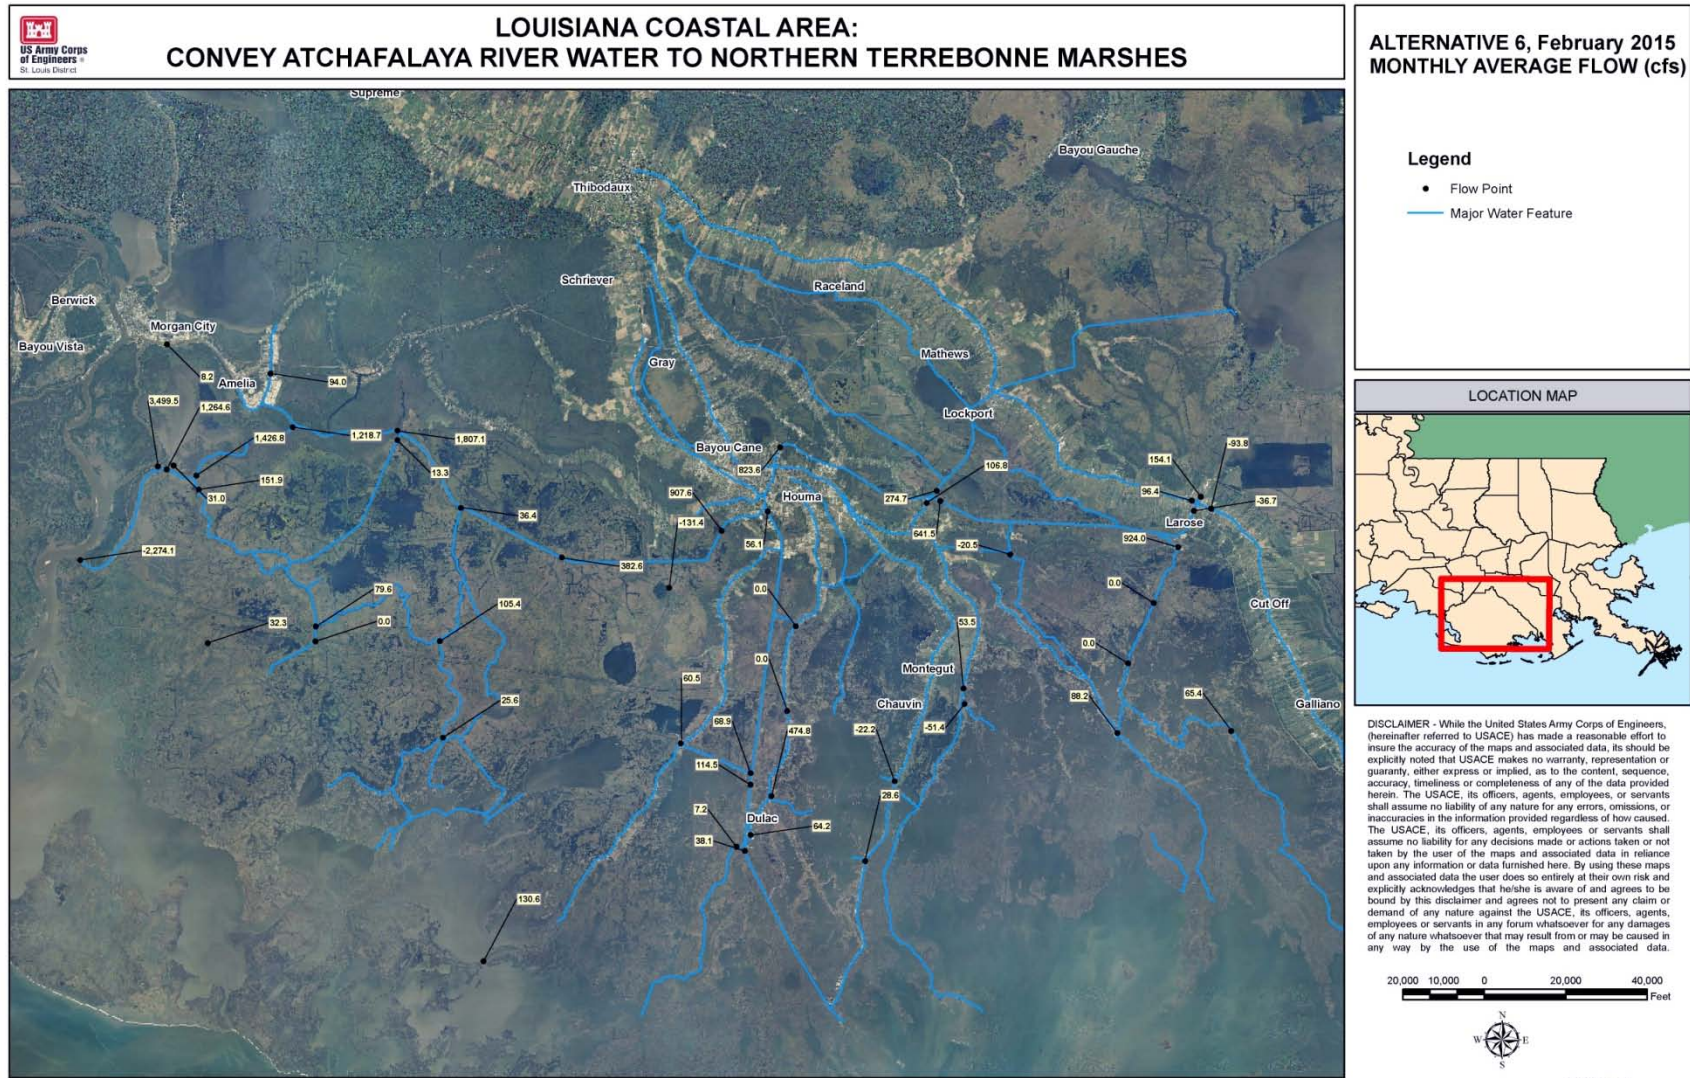 US Army Corps
of Engineers ®
St. Louis District
LOUISIANA COASTAL AREA:
CONVEY ATCHAFALAYA RIVER WATER TO NORTHERN TERREBONNE MARSHES
ALTERNATIVE 6, February 2015
MONTHLY AVERAGE FLOW (cfs)
Legend
Flow Point
Major Water Feature
Supreme
Bayou Gauche
Thibodaux
Schriever
Raceland
Berwick
Morgan City
Bayou Vista
Mathews
Gray
8.2
Amelia
94.0
3,499.5
1,264.6
Lockport
1,426.8
1,218.7
1,807.1
Bayou Cane
-93.8
154.1
823.6
106.8
13.3
151.9
907.6
Houma
274.7
96.4
31.0
-36.7
36.4
-131.4
Larose
641.5
924.0
56.1
-20.5
-2,274.1
382.6
0.0
79.6
0.0
Cut Off
105.4
32.3
0.0
53.5
0.0
0.0
Montegut
60.5
88.2
65.4
25.6
Chauvin
Galliano
68.9
-22.2
-51.4
474.8
114.5
28.6
7.2
Dulac
64.2
38.1
130.6
LOCATION MAP
DISCLAIMER - While the United States Army Corps of Engineers,
(hereinafter referred to USACE) has made a reasonable effort to
insure the accuracy of the maps and associated data, its should be
explicitly noted that USACE makes no warranty, representation or
guaranty, either express or implied, as to the content, sequence,
accuracy, timeliness or completeness of any of the data provided
herein. The USACE, its officers, agents, employees, or servants
shall assume no liability of any nature for any errors, omissions, or
inaccuracies in the information provided regardless of how caused.
The USACE, its officers, agents, employees or servants shall
assume no liability for any decisions made or actions taken or not
taken by the user of the maps and associated data in reliance
upon any information or data furnished here. By using these maps
and associated data the user does so entirely at their own risk and
explicitly acknowledges that he/she is aware of and agrees to be
bound by this disclaimer and agrees not to present any claim or
demand of any nature against the USACE, its officers, agents,
employees or servants in any forum whatsoever for any damages
of any nature whatsoever that may result from or may be caused in
any way by the use of the maps and associated data.
20,000 10,000 0 20,000 40,000
Feet
N
W E
S